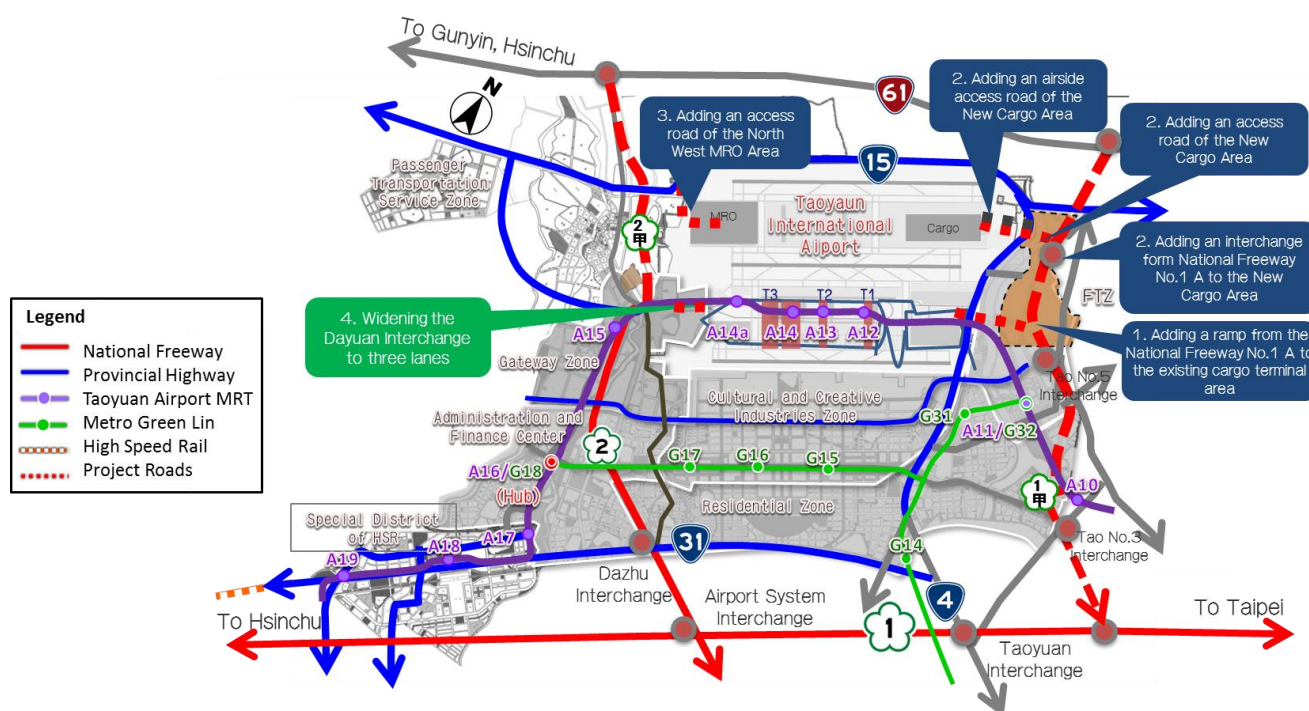 To Gunyin, Hsinchu
N
61
2. Adding an airside
access road of the
New Cargo Area
3. Adding an access
road of the North
West MRO Area
2. Adding an access
road of the New
Cargo Area
15
Passenger
Transportation
Service Zone
2
甲
MRO
Taoyaun
International
Aiport
Cargo
2. Adding an interchange
form National Freeway
No.1 A to the New
Cargo Area
FTZ
T3
T2
T1
4. Widening the
Dayuan Interchange
to three lanes
A15
A14a
A14
A13
A12
1. Adding a ramp from the
National Freeway No.1 A to
the existing cargo terminal
area
Gateway Zone
Tao No.5
Interchange
Legend
National Freeway
Provincial Highway
Taoyuan Airport MRT
Metro Green Lin
High Speed Rail
Project Roads
Cultural and Creative
Industries Zone
Administration and
Finance Center
G31
A11/G32
2
A16/G18
(Hub)
G17
G16
G15
1
甲
A10
Residential Zone
Special District
of HSR
A19
A18
A17
31
G14
Tao No.3
Interchange
Dazhu
Interchange
Airport System
Interchange
4
To Hsinchu
1
To Taipei
Taoyuan
Interchange